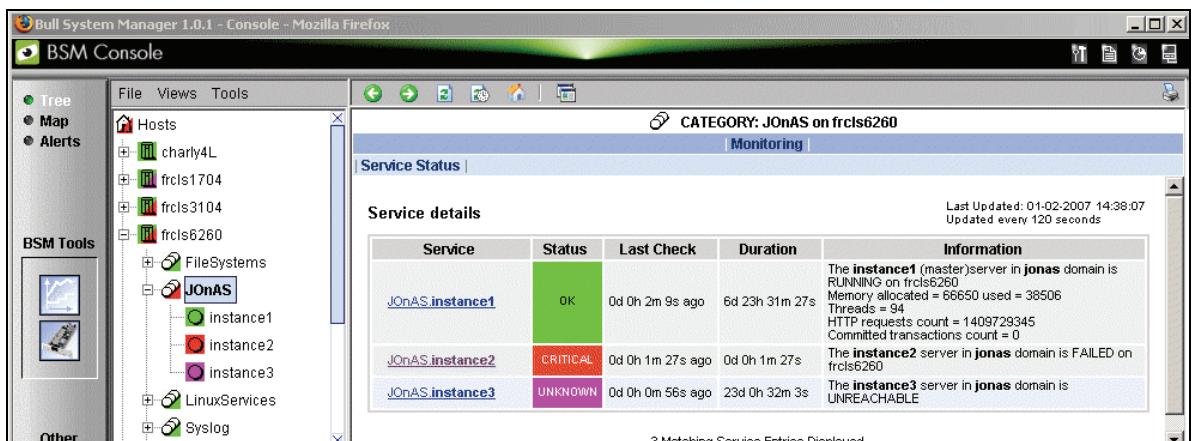 Bull System Manager 1.0.1 - Console - Mozilla Firefox
BSM Console
Tree
Map
Alerts
BSM Tools
Other
File Views Tools
Hosts
charly4L
frcls1704
frcls3104
frcls6260
FileSystems
JOnAS
instance1
instance2
instance3
LinuxServices
Syslog
CATEGORY: JOnAS on frcls6260
Monitoring
Service Status
Service details
Last Updated: 01-02-2007 14:38:07
Updated every 120 seconds
Service Status Last Check Duration Information
JOnAS.instance1 OK 0d 0h 2m 9s ago 6d 23h 31m 27s
The instance1 (master)server in jonas domain is
RUNNING on frcls6260
Memory allocated = 66650 used = 38506
Threads = 94
HTTP requests count = 1409729345
Committed transactions count = 0
JOnAS.instance2 CRITICAL 0d 0h 1m 27s ago 0d 0h 1m 27s
The instance2 server in jonas domain is FAILED on
frcls6260
JOnAS.instance3 UNKNOWN 0d 0h 0m 56s ago 23d 0h 32m 3s
The instance3 server in jonas domain is
UNREACHABLE
3 Matching Service Entries Displayed